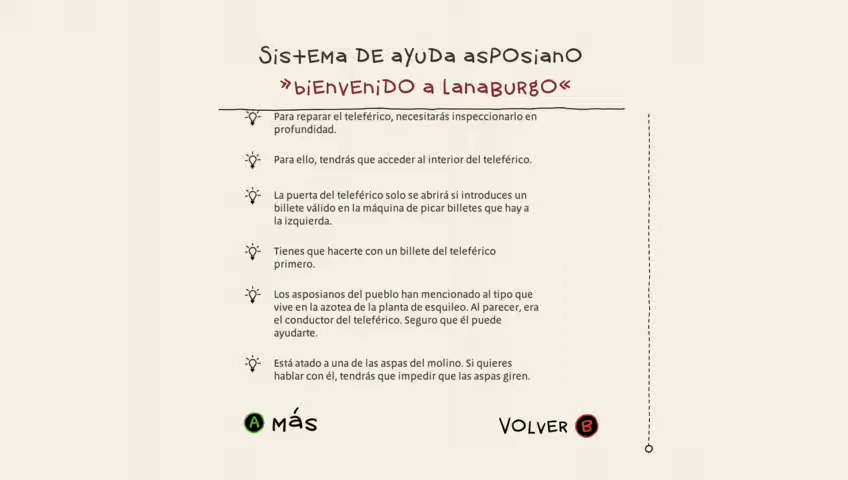 Sistema de ayuda asposiano
»bienvenido a Lanaburgo«
Para reparar el teleférico, necesitarás inspeccionarlo en
profundidad.
Para ello, tendrás que acceder al interior del teleférico.
La puerta del teleférico solo se abrirá si introduces un
billete válido en la máquina de picar billetes que hay a
la izquierda.
Tienes que hacerte con un billete del teleférico
primero.
Los asposianos del pueblo han mencionado al tipo que
vive en la azotea de la planta de esquileo. Al parecer, era
el conductor del teleférico. Seguro que él puede
ayudarte.
Está atado a una de las aspas del molino. Si quieres
hablar con él, tendrás que impedir que las aspas giren.
A más
Volver B